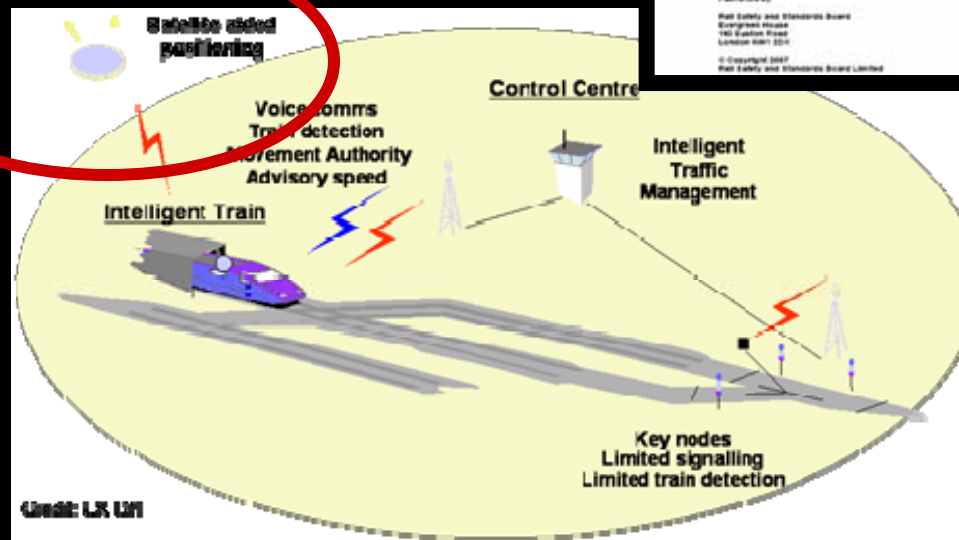 Rail Safety and Standards Board
Evergreen House
160 Euston Road
London NW1 2DX
© Copyright 2007
Rail Safety and Standards Board Limited
Satellite aided
positioning
Control Centre
Voice comms
Train detection
Movement Authority
Advisory speed
Intelligent
Traffic
Management
Intelligent Train
Key nodes
Limited signalling
Limited train detection
Credit: